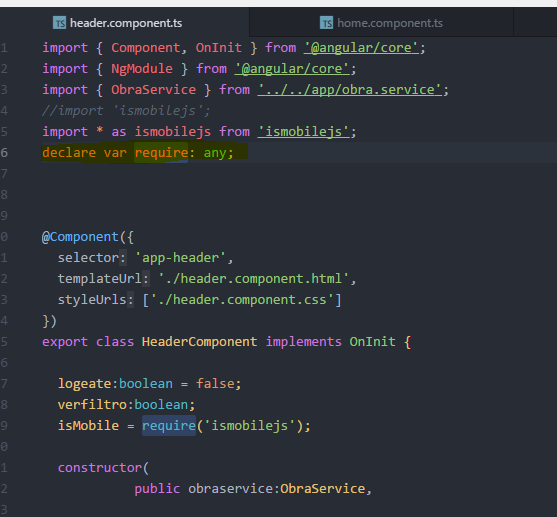 TS header.component.ts
TS home.component.ts
1 import { Component, OnInit } from '@angular/core';
2 import { NgModule } from '@angular/core';
3 import { ObraService } from '../../app/obra.service';
4 //import 'ismobilejs';
5 import * as ismobilejs from 'ismobilejs';
6 declare var require: any;
7
8
9
0 @Component({
1 selector: 'app-header',
2 templateUrl: './header.component.html',
3 styleUrls: ['./header.component.css']
4 })
5 export class HeaderComponent implements OnInit {
6
7 logeate:boolean = false;
8 verfiltro:boolean;
9 isMobile = require('ismobilejs');
0
1 constructor(
2 public obraservice:ObraService,
3